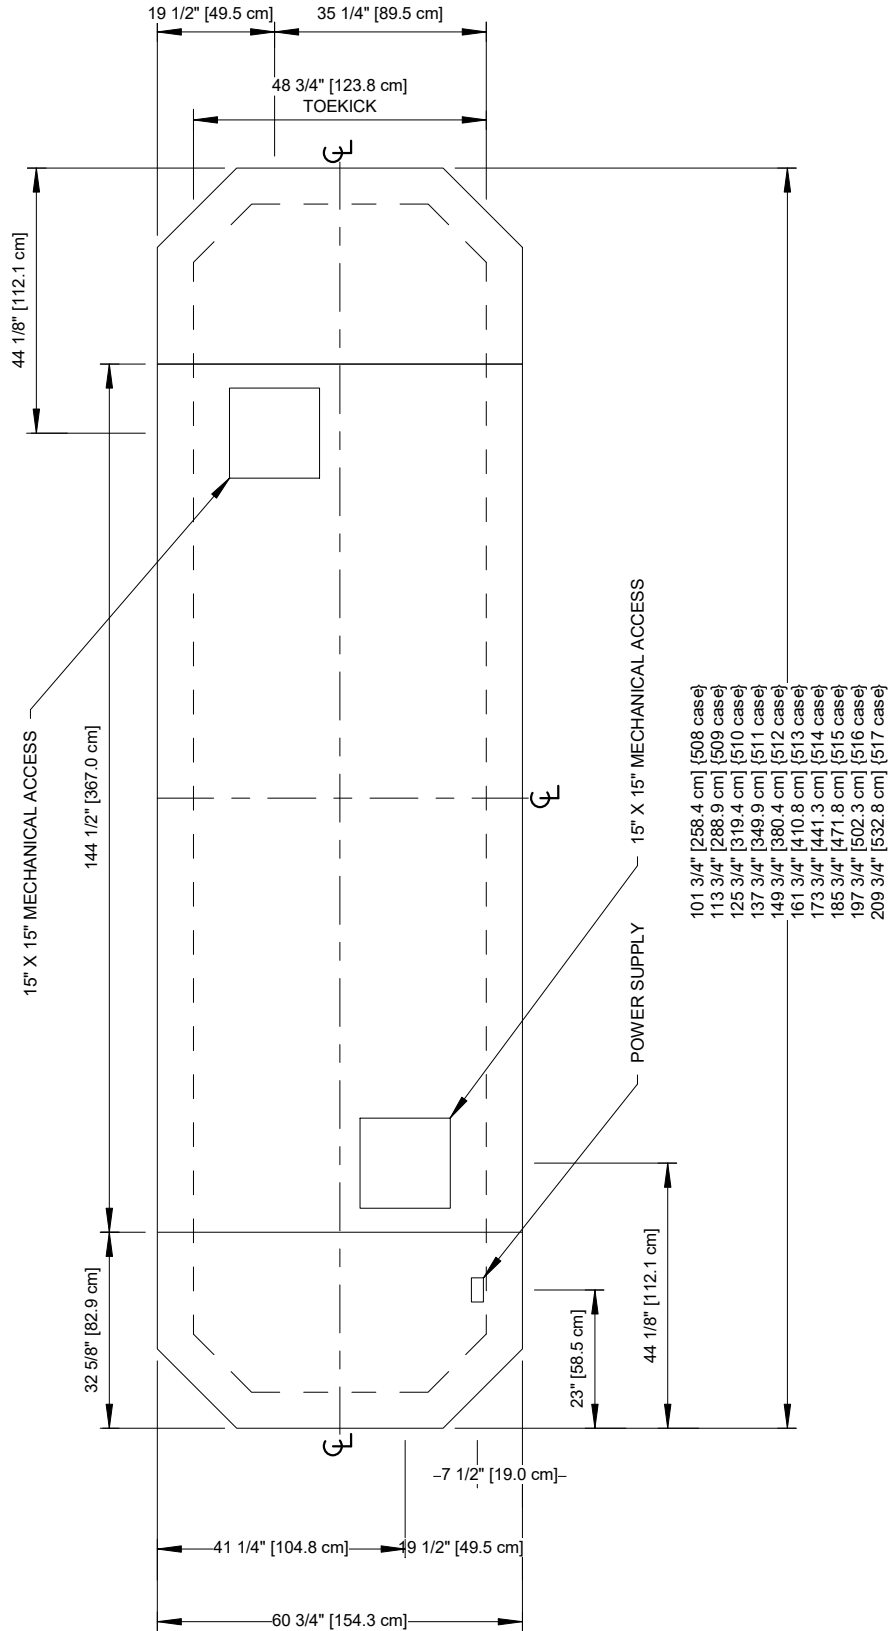 19 1/2" [49.5 cm]
35 1/4" [89.5 cm]
48 3/4" [123.8 cm]
TOEKICK
CL
44 1/8" [112.1 cm]
15" X 15" MECHANICAL ACCESS
144 1/2" [367.0 cm]
CL
15" X 15" MECHANICAL ACCESS
POWER SUPPLY
101 3/4" [258.4 cm] {508 case}
113 3/4" [288.9 cm] {509 case}
125 3/4" [319.4 cm] {510 case}
137 3/4" [349.9 cm] {511 case}
149 3/4" [380.4 cm] {512 case}
161 3/4" [410.8 cm] {513 case}
173 3/4" [441.3 cm] {514 case}
185 3/4" [471.8 cm] {515 case}
197 3/4" [502.3 cm] {516 case}
209 3/4" [532.8 cm] {517 case}
32 5/8" [82.9 cm]
23" [58.5 cm]
44 1/8" [112.1 cm]
CL
7 1/2" [19.0 cm]
41 1/4" [104.8 cm]
19 1/2" [49.5 cm]
60 3/4" [154.3 cm]